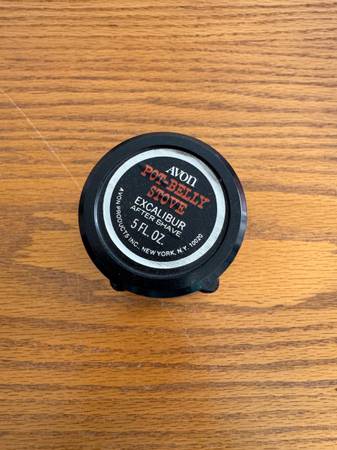 AVON
POT-BELLY
STOVE
EXCALIBUR
AFTER SHAVE
5 FL. OZ.
AVON PRODUCTS INC., NEW YORK, N.Y. 10020